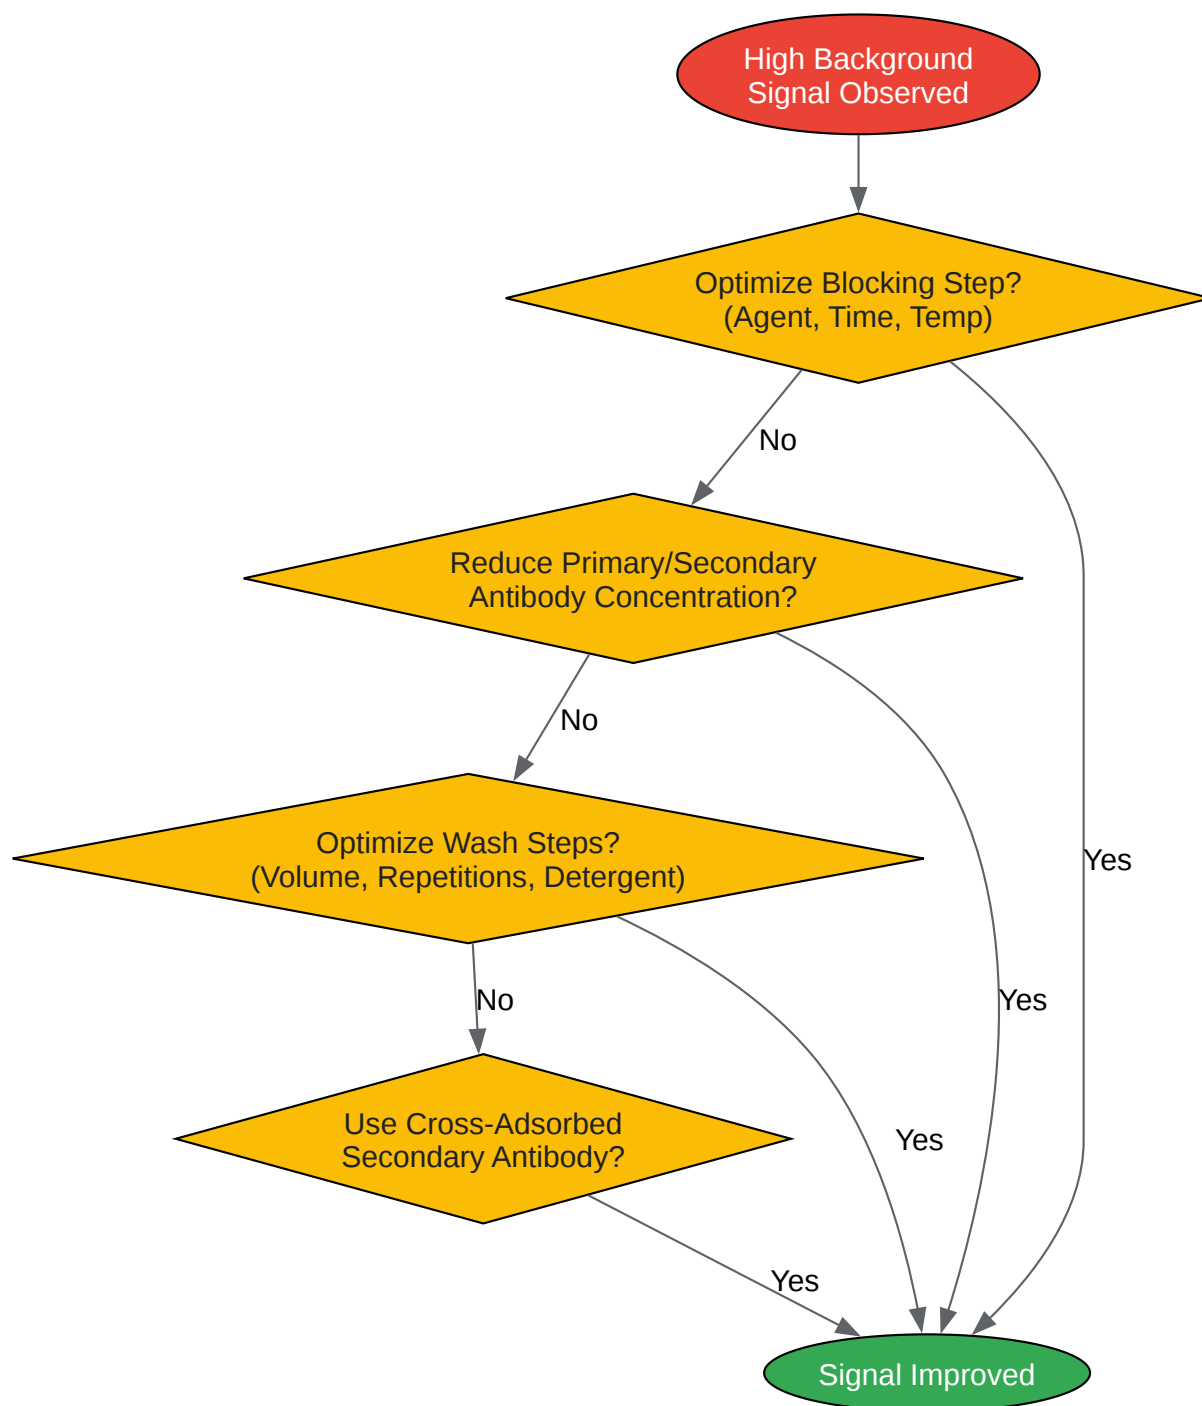 High Background
Signal Observed
Optimize Blocking Step?
(Agent, Time, Temp)
No
Reduce Primary/Secondary
Antibody Concentration?
No
Optimize Wash Steps?
(Volume, Repetitions, Detergent)
Yes
No
Yes
Use Cross-Adsorbed
Secondary Antibody?
Yes
Yes
Signal Improved